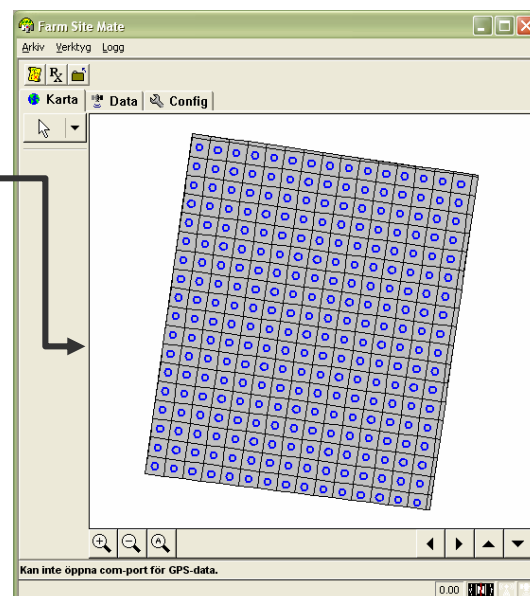 Farm Site Mate
Arkiv Verktyg Logg
Rx
Karta Data Config
A
Kan inte öppna com-port för GPS-data.
0.00 N